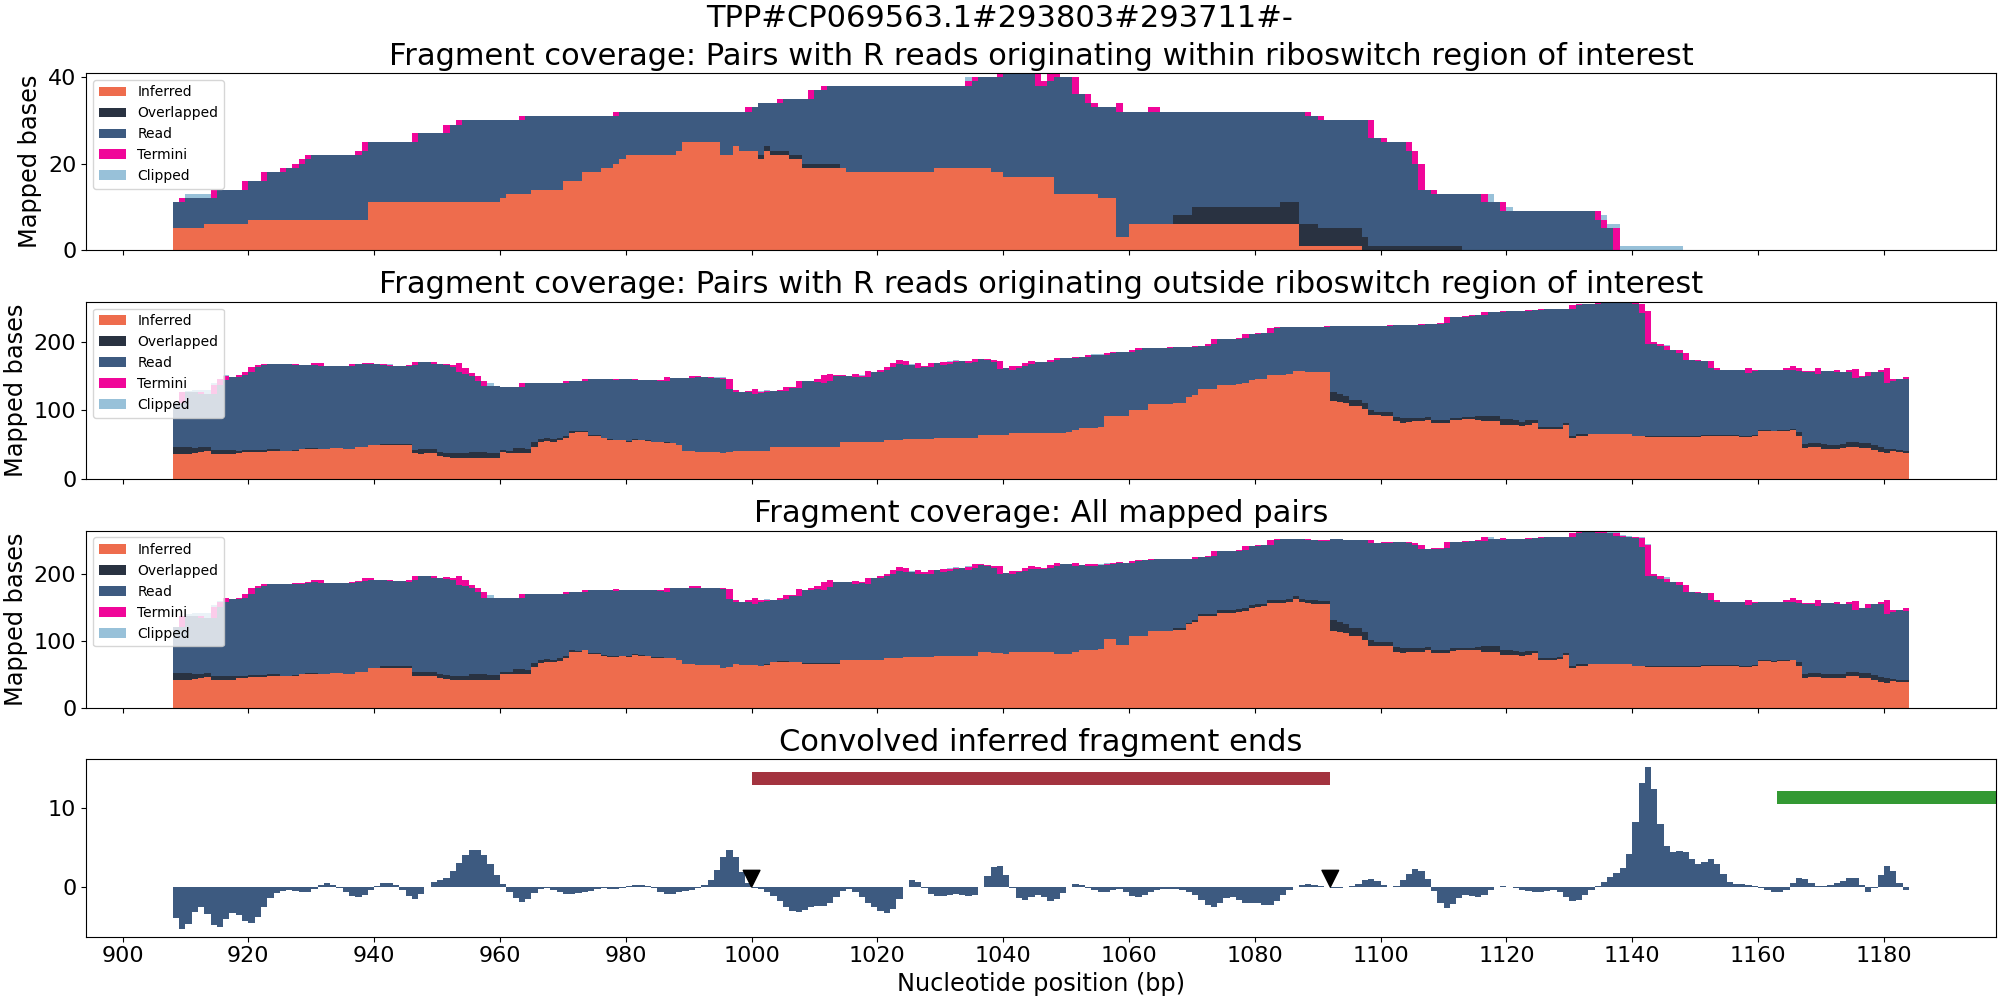 TPP#CP069563.1#293803#293711#-
Fragment coverage: Pairs with R reads originating within riboswitch region of interest
Mapped bases
40
20
0
Inferred
Overlapped
Read
Termini
Clipped
Fragment coverage: Pairs with R reads originating outside riboswitch region of interest
Mapped bases
200
100
0
Inferred
Overlapped
Read
Termini
Clipped
Fragment coverage: All mapped pairs
Mapped bases
200
100
0
Inferred
Overlapped
Read
Termini
Clipped
Convolved inferred fragment ends
10
0
900 920 940 960 980 1000 1020 1040 1060 1080 1100 1120 1140 1160 1180
Nucleotide position (bp)